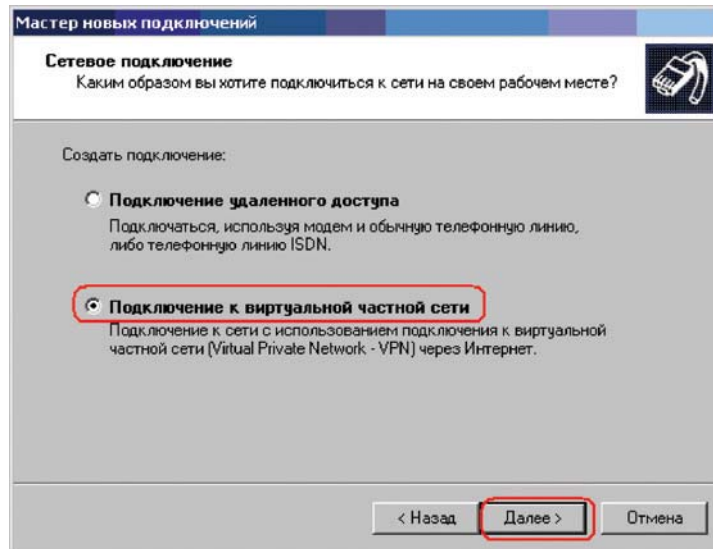 Мастер новых подключений
Сетевое подключение
Каким образом вы хотите подключиться к сети на своем рабочем месте?
Создать подключение:
Подключение удаленного доступа
Подключаться, используя модем и обычную телефонную линию,
либо телефонную линию ISDN.
Подключение к виртуальной частной сети
Подключение к сети с использованием подключения к виртуальной
частной сети (Virtual Private Network - VPN) через Интернет.
< Назад Далее > Отмена